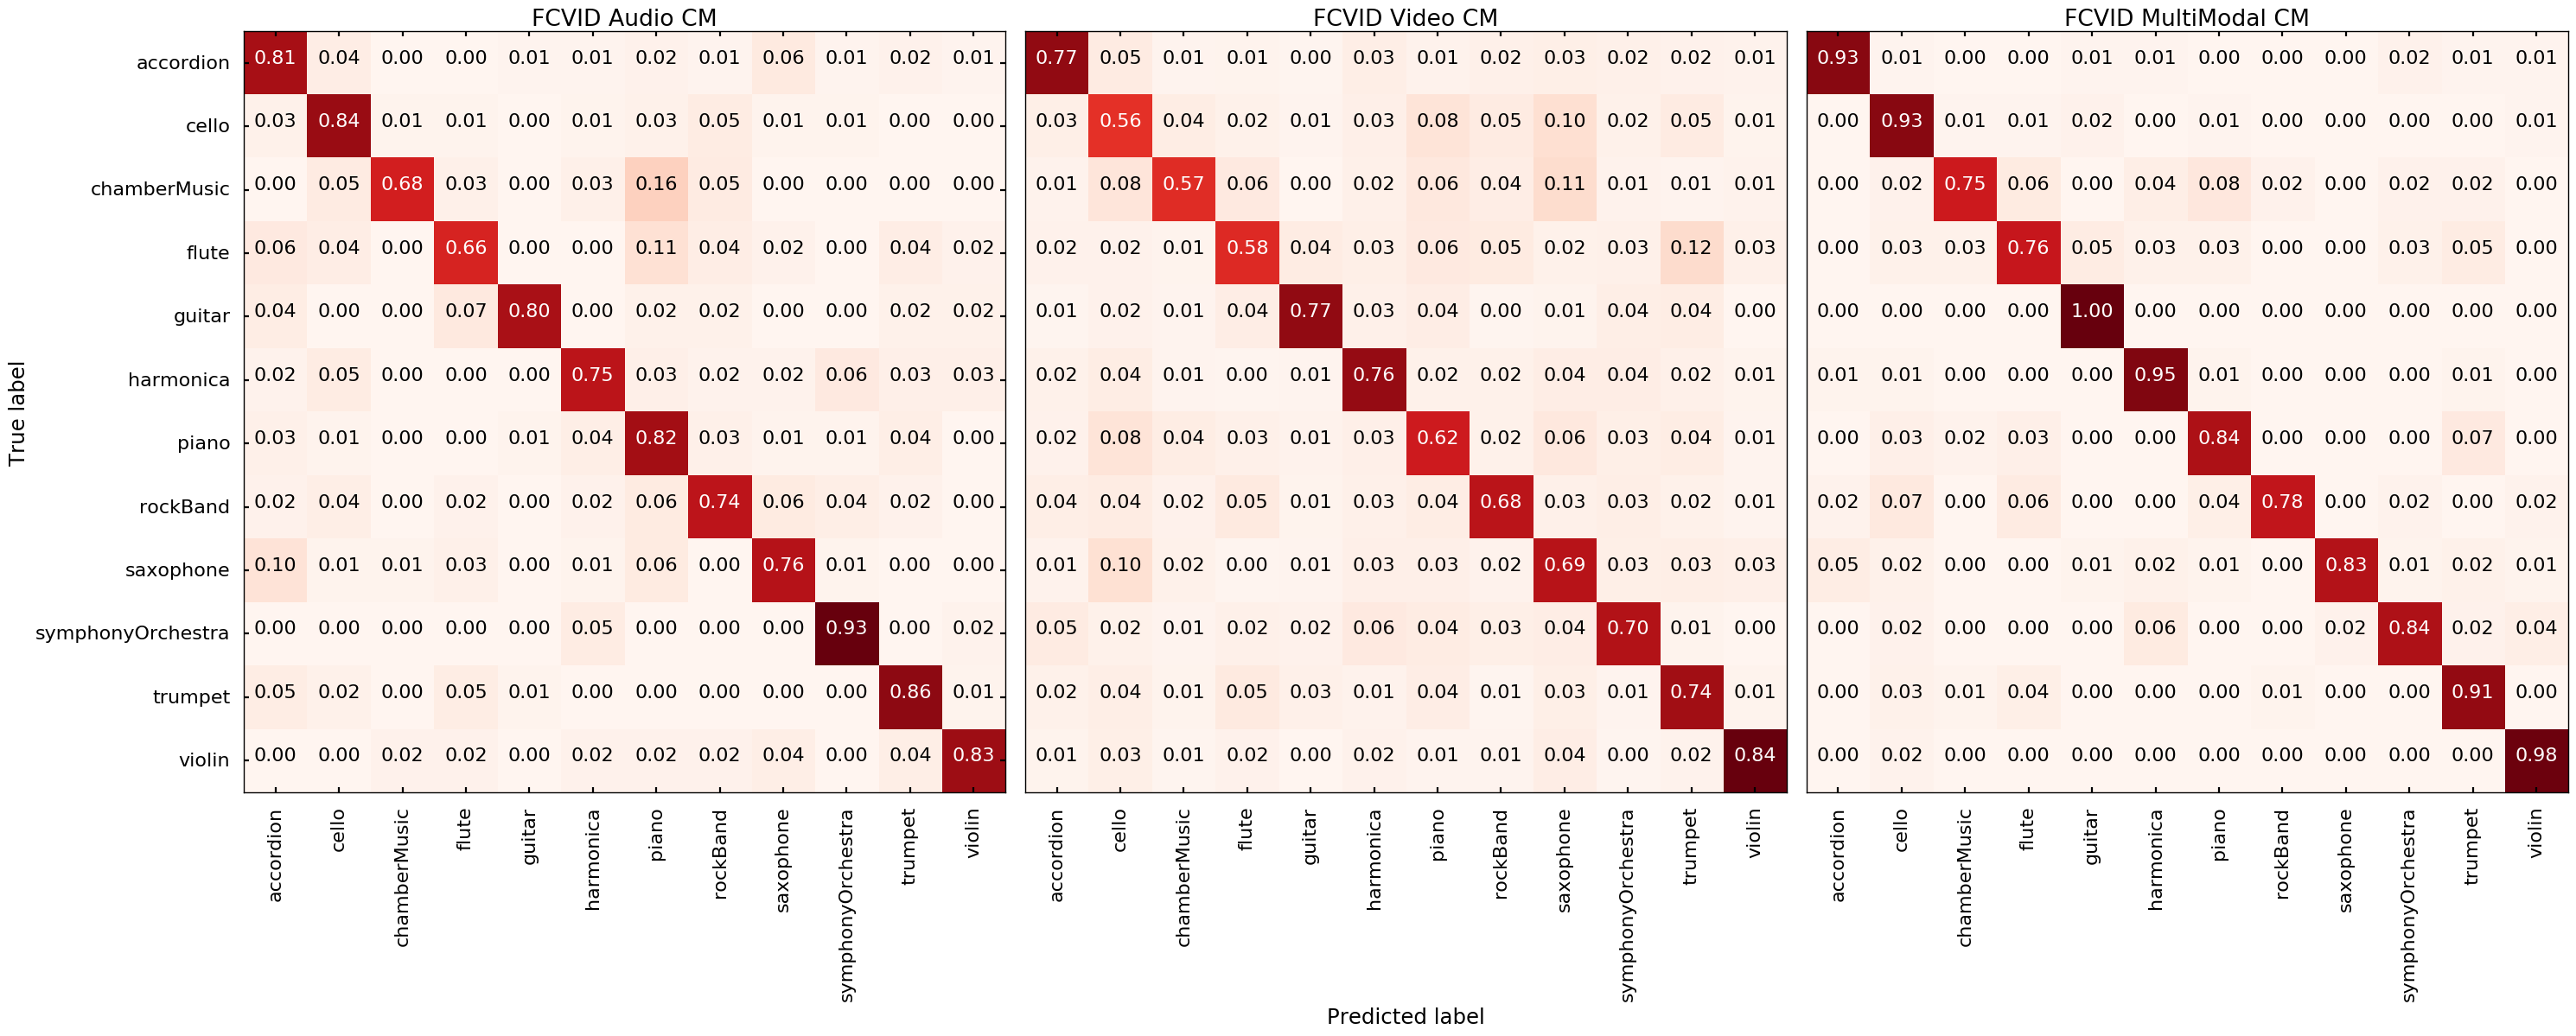 FCVID Audio CM FCVID Video CM FCVID MultiModal CM
accordion 0.81 0.04 0.00 0.00 0.01 0.01 0.02 0.01 0.06 0.01 0.02 0.01 0.77 0.05 0.01 0.01 0.00 0.03 0.01 0.02 0.03 0.02 0.02 0.01 0.93 0.01 0.00 0.00 0.01 0.01 0.00 0.00 0.00 0.02 0.01 0.01
cello 0.03 0.84 0.01 0.01 0.00 0.01 0.03 0.05 0.01 0.01 0.00 0.00 0.03 0.56 0.04 0.02 0.01 0.03 0.08 0.05 0.10 0.02 0.05 0.01 0.00 0.93 0.01 0.01 0.02 0.00 0.01 0.00 0.00 0.00 0.00 0.01
chamberMusic 0.00 0.05 0.68 0.03 0.00 0.03 0.16 0.05 0.00 0.00 0.00 0.00 0.01 0.08 0.57 0.06 0.00 0.02 0.06 0.04 0.11 0.01 0.01 0.01 0.00 0.02 0.75 0.06 0.00 0.04 0.08 0.02 0.00 0.02 0.02 0.00
flute 0.06 0.04 0.00 0.66 0.00 0.00 0.11 0.04 0.02 0.00 0.04 0.02 0.02 0.02 0.01 0.58 0.04 0.03 0.06 0.05 0.02 0.03 0.12 0.03 0.00 0.03 0.03 0.76 0.05 0.03 0.03 0.00 0.00 0.03 0.05 0.00
guitar 0.04 0.00 0.00 0.07 0.80 0.00 0.02 0.02 0.00 0.00 0.02 0.02 0.01 0.02 0.01 0.04 0.77 0.03 0.04 0.00 0.01 0.04 0.04 0.00 0.00 0.00 0.00 0.00 1.00 0.00 0.00 0.00 0.00 0.00 0.00 0.00
harmonica 0.02 0.05 0.00 0.00 0.00 0.75 0.03 0.02 0.02 0.06 0.03 0.03 0.02 0.04 0.01 0.00 0.01 0.76 0.02 0.02 0.04 0.04 0.02 0.01 0.01 0.01 0.00 0.00 0.00 0.95 0.01 0.00 0.00 0.00 0.01 0.00
piano 0.03 0.01 0.00 0.00 0.01 0.04 0.82 0.03 0.01 0.01 0.04 0.00 0.02 0.08 0.04 0.03 0.01 0.03 0.62 0.02 0.06 0.03 0.04 0.01 0.00 0.03 0.02 0.03 0.00 0.00 0.84 0.00 0.00 0.00 0.07 0.00
rockBand 0.02 0.04 0.00 0.02 0.00 0.02 0.06 0.74 0.06 0.04 0.02 0.00 0.04 0.04 0.02 0.05 0.01 0.03 0.04 0.68 0.03 0.03 0.02 0.01 0.02 0.07 0.00 0.06 0.00 0.00 0.04 0.78 0.00 0.02 0.00 0.02
saxophone 0.10 0.01 0.01 0.03 0.00 0.01 0.06 0.00 0.76 0.01 0.00 0.00 0.01 0.10 0.02 0.00 0.01 0.03 0.03 0.02 0.69 0.03 0.03 0.03 0.05 0.02 0.00 0.00 0.01 0.02 0.01 0.00 0.83 0.01 0.02 0.01
symphonyOrchestra 0.00 0.00 0.00 0.00 0.00 0.05 0.00 0.00 0.00 0.93 0.00 0.02 0.05 0.02 0.01 0.02 0.02 0.06 0.04 0.03 0.04 0.70 0.01 0.00 0.00 0.02 0.00 0.00 0.00 0.06 0.00 0.00 0.02 0.84 0.02 0.04
trumpet 0.05 0.02 0.00 0.05 0.01 0.00 0.00 0.00 0.00 0.00 0.86 0.01 0.02 0.04 0.01 0.05 0.03 0.01 0.04 0.01 0.03 0.01 0.74 0.01 0.00 0.03 0.01 0.04 0.00 0.00 0.00 0.01 0.00 0.00 0.91 0.00
violin 0.00 0.00 0.02 0.02 0.00 0.02 0.02 0.02 0.04 0.00 0.04 0.83 0.01 0.03 0.01 0.02 0.00 0.02 0.01 0.01 0.04 0.00 0.02 0.84 0.00 0.02 0.00 0.00 0.00 0.00 0.00 0.00 0.00 0.00 0.00 0.98
True label
accordion cello chamberMusic flute guitar harmonica piano rockBand saxophone symphonyOrchestra trumpet violin accordion cello chamberMusic flute guitar harmonica piano rockBand saxophone symphonyOrchestra trumpet violin accordion cello chamberMusic flute guitar harmonica piano rockBand saxophone symphonyOrchestra trumpet violin
Predicted label